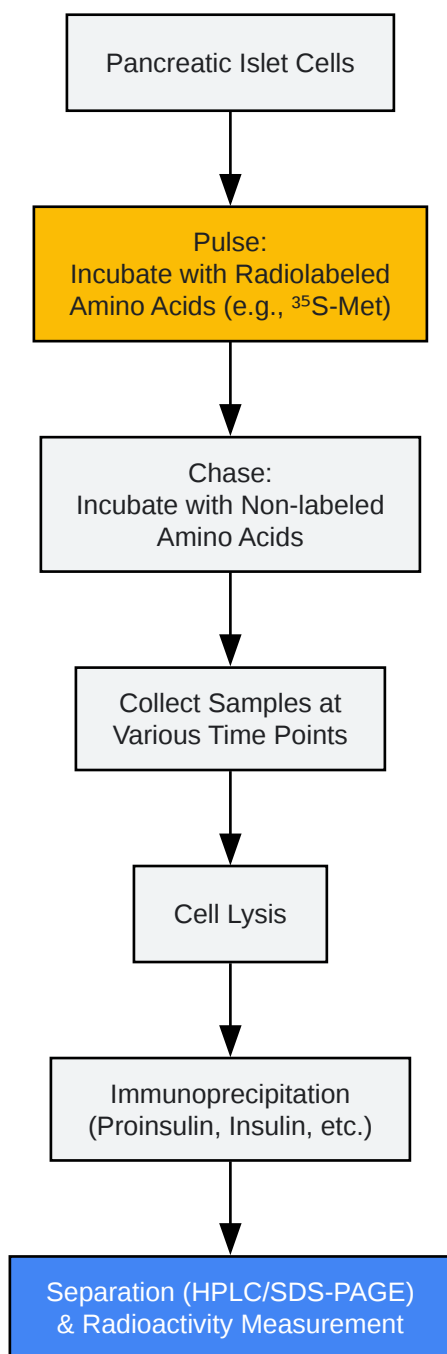 Pancreatic Islet Cells
Pulse:
Incubate with Radiolabeled
Amino Acids (e.g., ³⁵S-Met)
Chase:
Incubate with Non-labeled
Amino Acids
Collect Samples at
Various Time Points
Cell Lysis
Immunoprecipitation
(Proinsulin, Insulin, etc.)
Separation (HPLC/SDS-PAGE)
& Radioactivity Measurement